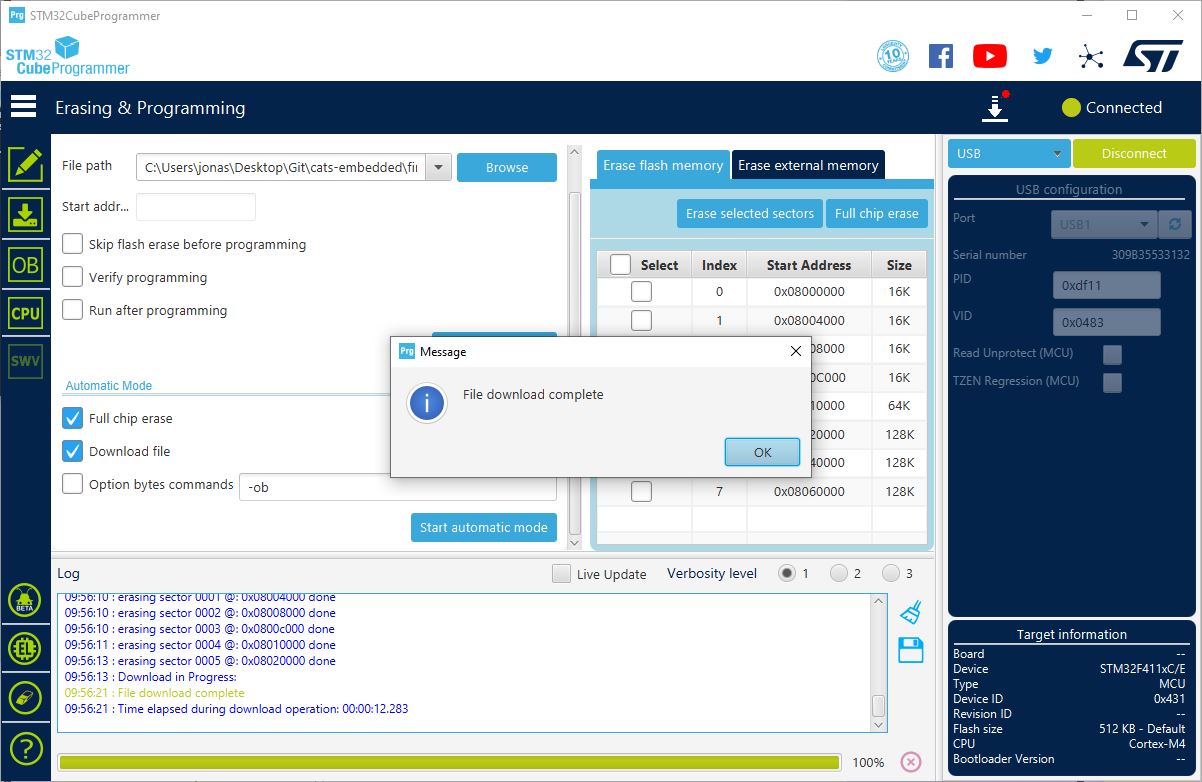 Prg STM32CubeProgrammer
STM32
CubeProgrammer
10 YEARS
Erasing & Programming
Connected
File path
C:\Users\jonas\Desktop\Git\cats-embedded\fir
Browse
Start addr...
Skip flash erase before programming
Verify programming
Run after programming
Automatic Mode
Full chip erase
Download file
Option bytes commands
-ob
Start automatic mode
OB
CPU
SWV
BETA
EL
?
Erase flash memory
Erase external memory
Erase selected sectors
Full chip erase
Select Index Start Address Size
0 0x08000000 16K
1 0x08004000 16K
08000 16K
0C000 16K
10000 64K
20000 128K
40000 128K
7 0x08060000 128K
Prg Message
File download complete
OK
USB
Disconnect
USB configuration
Port USB1
Serial number 309B35533132
PID 0xdf11
VID 0x0483
Read Unprotect (MCU)
TZEN Regression (MCU)
Log
Live Update
Verbosity level
1
2
3
09:56:10 : erasing sector 0001 @: 0x08004000 done
09:56:10 : erasing sector 0002 @: 0x08008000 done
09:56:10 : erasing sector 0003 @: 0x0800c000 done
09:56:11 : erasing sector 0004 @: 0x08010000 done
09:56:13 : erasing sector 0005 @: 0x08020000 done
09:56:13 : Download in Progress:
09:56:21 : File download complete
09:56:21 : Time elapsed during download operation: 00:00:12.283
100%
Target information
Board --
Device STM32F411xC/E
Type MCU
Device ID 0x431
Revision ID --
Flash size 512 KB - Default
CPU Cortex-M4
Bootloader Version --